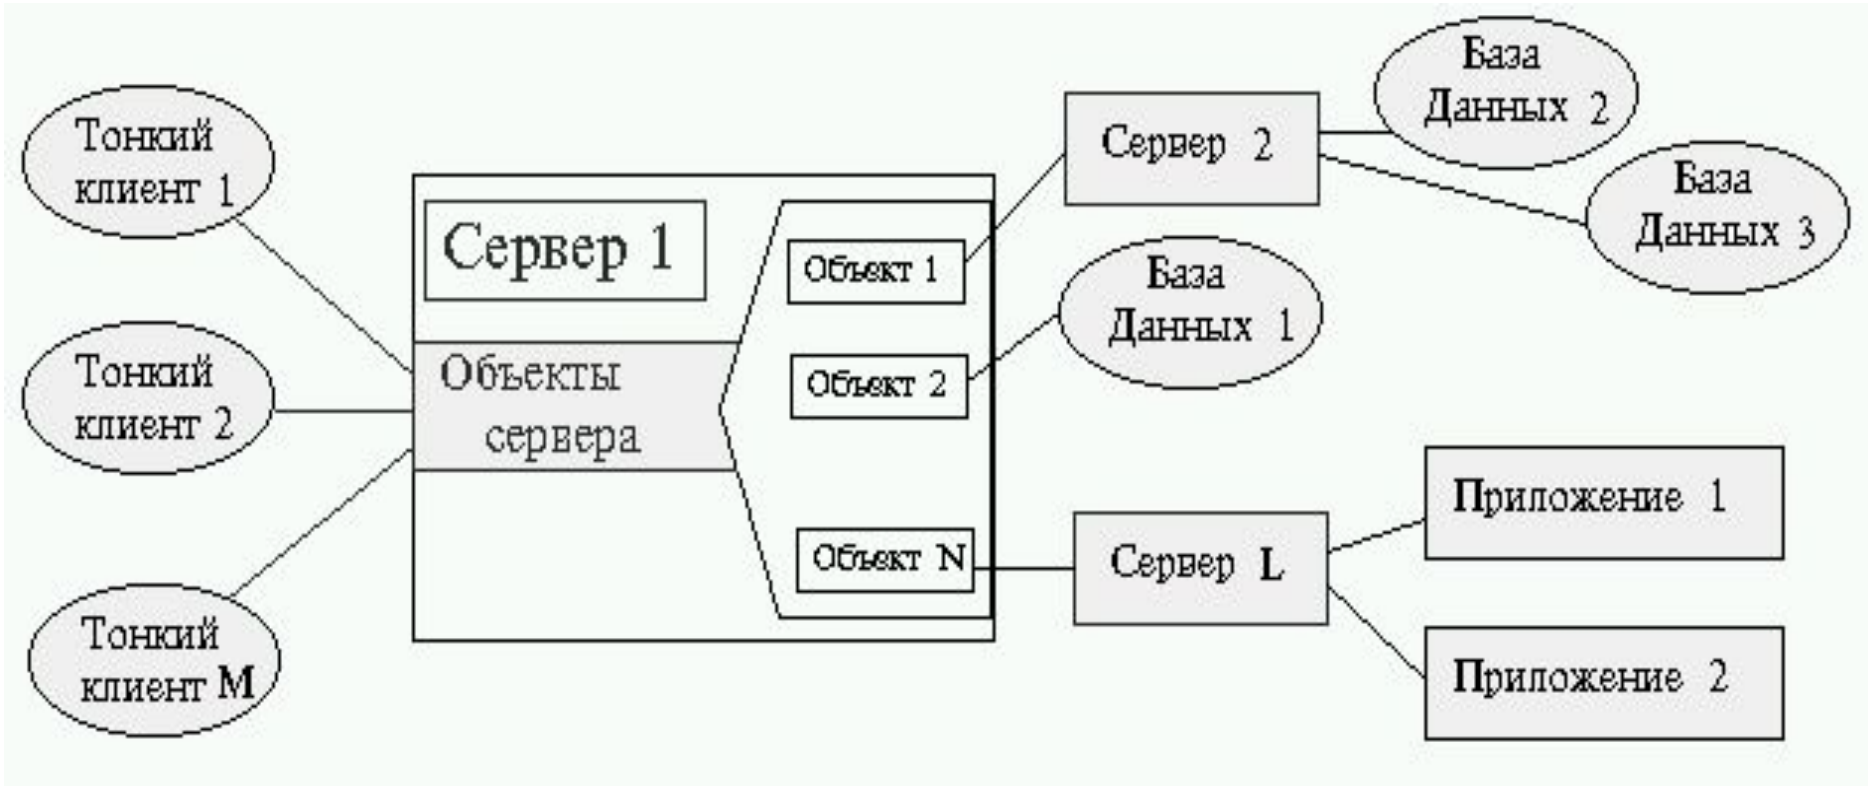 Тонкий
клиент 1
Тонкий
клиент 2
Тонкий
клиент M
Сервер 1
Объекты
сервера
Объект 1
Объект 2
Объект N
Сервер 2
База
Данных 2
База
Данных 3
База
Данных 1
Сервер L
Приложение 1
Приложение 2